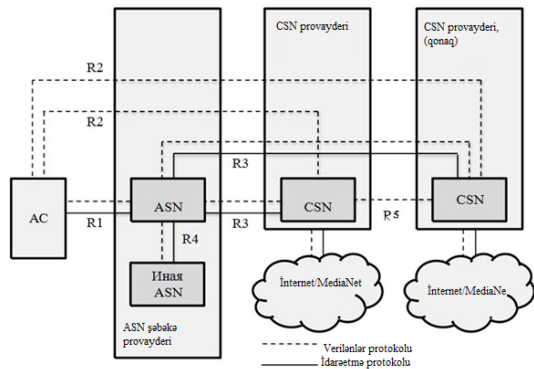 CSN provayderi
CSN provayderi,
(qonaq)
R2
R2
R3
AC
R1
ASN
R3
CSN
R5
CSN
R4
Иная
ASN
İnternet/MediaNet
İnternet/MediaNe
ASN şəbəkə
provayderi
Verilənlər protokolu
İdarəetmə protokolu